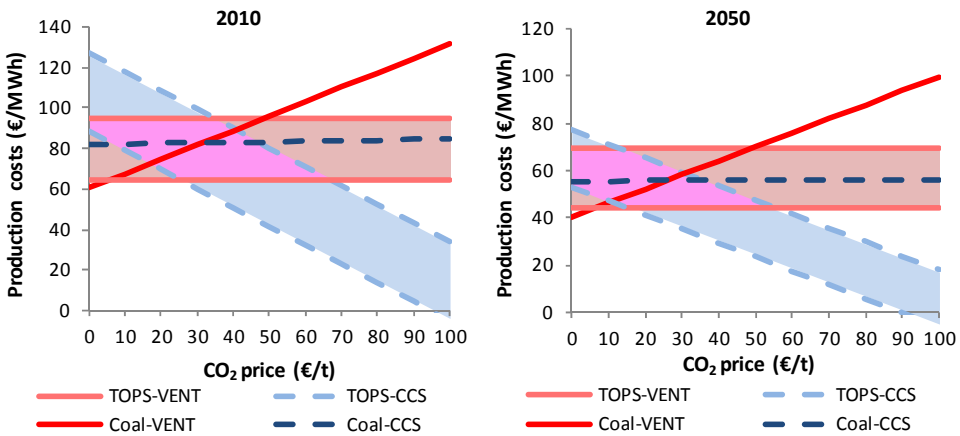 2010
Production costs (€/MWh)
140
120
100
80
60
40
20
0
0 10 20 30 40 50 60 70 80 90 100
CO2 price (€/t)
TOPS-VENT
TOPS-CCS
Coal-VENT
Coal-CCS
2050
Production costs (€/MWh)
120
100
80
60
40
20
0
0 10 20 30 40 50 60 70 80 90 100
CO2 price (€/t)
TOPS-VENT
TOPS-CCS
Coal-VENT
Coal-CCS